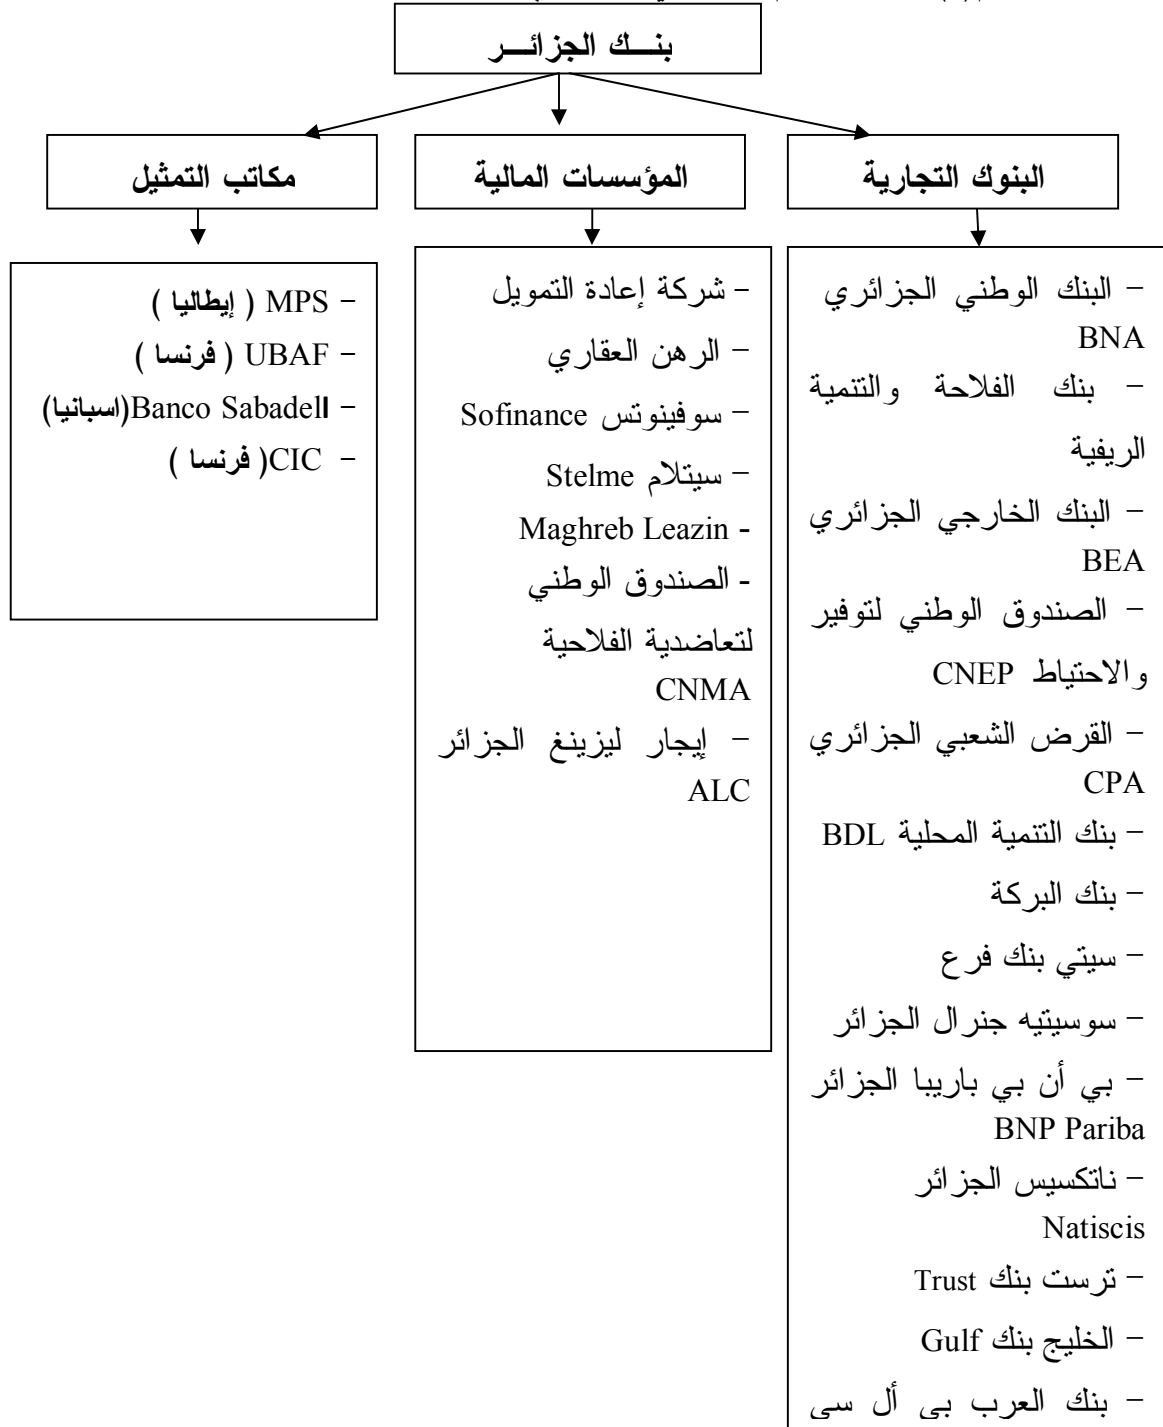 بنـــك الجزائـــر
البنوك التجارية
المؤسسات المالية
مكاتب التمثيل
– البنك الوطني الجزائري
BNA
– بنك الفلاحة والتنمية
الريفية
– البنك الخارجي الجزائري
BEA
– الصندوق الوطني لتوفير
والاحتياط CNEP
– القرض الشعبي الجزائري
CPA
– بنك التنمية المحلية BDL
– بنك البركة
– سيتي بنك فرع
– سوسيتيه جنرال الجزائر
– بي أن بي باريبا الجزائر
BNP Pariba
– ناتكسيس الجزائر
Natiscis
– ترست بنك Trust
– الخليج بنك Gulf
– بنك العرب بي أل سي
– شركة إعادة التمويل
– الرهن العقاري
– سوفينوتس Sofinance
– سيتلام Stelme
- Maghreb Leazin
- الصندوق الوطني
لتعاضدية الفلاحية
CNMA
– إيجار ليزينغ الجزائر
ALC
– MPS ( إيطاليا )
– UBAF ( فرنسا )
– Banco Sabadell(اسبانيا)
– CIC( فرنسا )